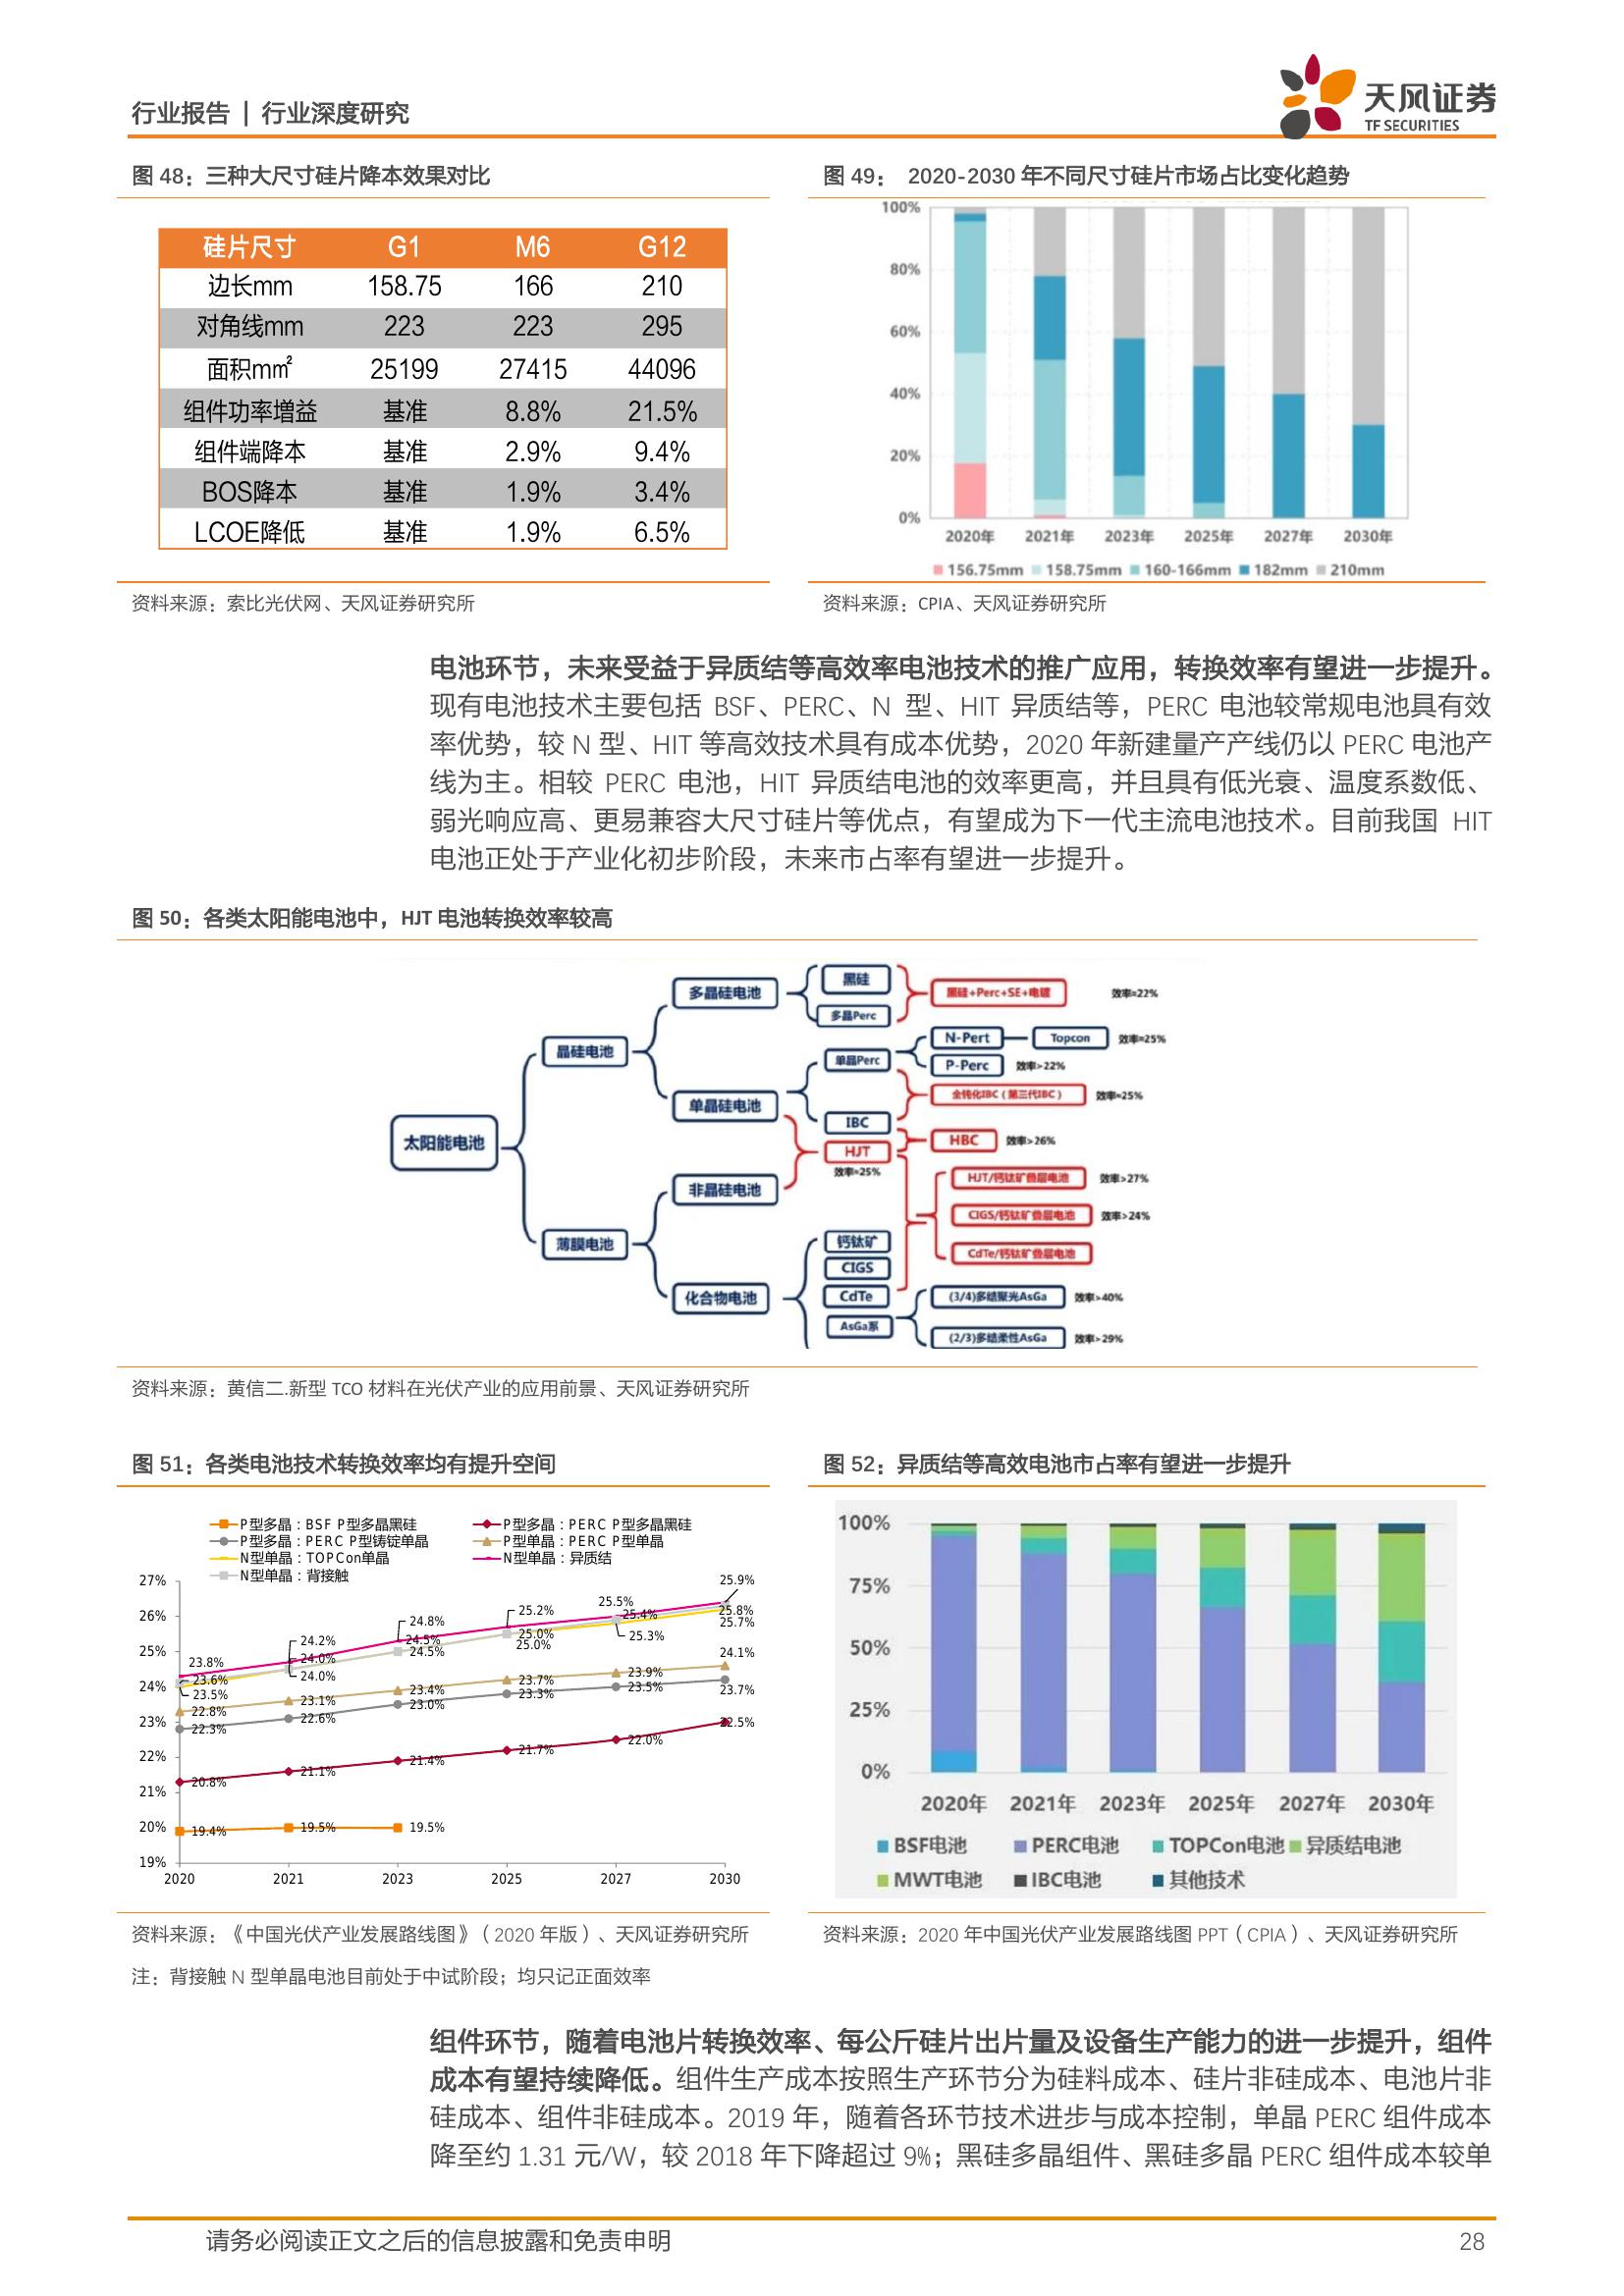 行业报告 | 行业深度研究
天风证券
TF SECURITIES
图 48：三种大尺寸硅片降本效果对比
硅片尺寸 G1 M6 G12
边长mm 158.75 166 210
对角线mm 223 223 295
面积mm² 25199 27415 44096
组件功率增益 基准 8.8% 21.5%
组件端降本 基准 2.9% 9.4%
BOS降本 基准 1.9% 3.4%
LCOE降低 基准 1.9% 6.5%
资料来源：索比光伏网、天风证券研究所
图 49： 2020-2030 年不同尺寸硅片市场占比变化趋势
100%
80%
60%
40%
20%
0%
2020年 2021年 2023年 2025年 2027年 2030年
156.75mm 158.75mm 160-166mm 182mm 210mm
资料来源：CPIA、天风证券研究所
电池环节，未来受益于异质结等高效率电池技术的推广应用，转换效率有望进一步提升。
现有电池技术主要包括 BSF、PERC、N 型、HIT 异质结等，PERC 电池较常规电池具有效
率优势，较 N 型、HIT 等高效技术具有成本优势，2020 年新建量产产线仍以 PERC 电池产
线为主。相较 PERC 电池，HIT 异质结电池的效率更高，并且具有低光衰、温度系数低、
弱光响应高、更易兼容大尺寸硅片等优点，有望成为下一代主流电池技术。目前我国 HIT
电池正处于产业化初步阶段，未来市占率有望进一步提升。
图 50：各类太阳能电池中，HJT 电池转换效率较高
太阳能电池
晶硅电池
薄膜电池
多晶硅电池
单晶硅电池
非晶硅电池
化合物电池
黑硅
多晶Perc
黑硅+Perc+SE+电镀 效率≈22%
单晶Perc
N-Pert Topcon 效率≈25%
P-Perc 效率>22%
全钝化IBC（第三代IBC） 效率≈25%
IBC
HJT
效率≈25%
HBC 效率>26%
HJT/钙钛矿叠层电池 效率>27%
CIGS/钙钛矿叠层电池 效率>24%
CdTe/钙钛矿叠层电池
钙钛矿
CIGS
CdTe
AsGa系
(3/4)多结聚光AsGa 效率>40%
(2/3)多结柔性AsGa 效率>29%
资料来源：黄信二.新型 TCO 材料在光伏产业的应用前景、天风证券研究所
图 51：各类电池技术转换效率均有提升空间
P型多晶：BSF P型多晶黑硅 P型多晶：PERC P型多晶黑硅
P型多晶：PERC P型铸锭单晶 P型单晶：PERC P型单晶
N型单晶：TOPCon单晶 N型单晶：异质结
N型单晶：背接触
27%
26%
25%
24%
23%
22%
21%
20%
19%
23.8% 24.2% 24.8% 25.2% 25.5% 25.9%
23.6% 24.0% 24.5% 25.0% 25.4% 25.8%
23.5% 24.0% 24.5% 25.0% 25.3% 25.7%
22.8% 23.1% 23.4% 23.7% 23.9% 24.1%
22.3% 22.6% 23.0% 23.3% 23.5% 23.7%
20.8% 21.1% 21.4% 21.7% 22.0% 22.5%
19.4% 19.5% 19.5%
2020 2021 2023 2025 2027 2030
资料来源：《中国光伏产业发展路线图》（2020 年版）、天风证券研究所
注：背接触 N 型单晶电池目前处于中试阶段；均只记正面效率
图 52：异质结等高效电池市占率有望进一步提升
100%
75%
50%
25%
0%
2020年 2021年 2023年 2025年 2027年 2030年
BSF电池 PERC电池 TOPCon电池 异质结电池
MWT电池 IBC电池 其他技术
资料来源：2020 年中国光伏产业发展路线图 PPT（CPIA）、天风证券研究所
组件环节，随着电池片转换效率、每公斤硅片出片量及设备生产能力的进一步提升，组件
成本有望持续降低。组件生产成本按照生产环节分为硅料成本、硅片非硅成本、电池片非
硅成本、组件非硅成本。2019 年，随着各环节技术进步与成本控制，单晶 PERC 组件成本
降至约 1.31 元/W，较 2018 年下降超过 9%；黑硅多晶组件、黑硅多晶 PERC 组件成本较单
请务必阅读正文之后的信息披露和免责申明 28